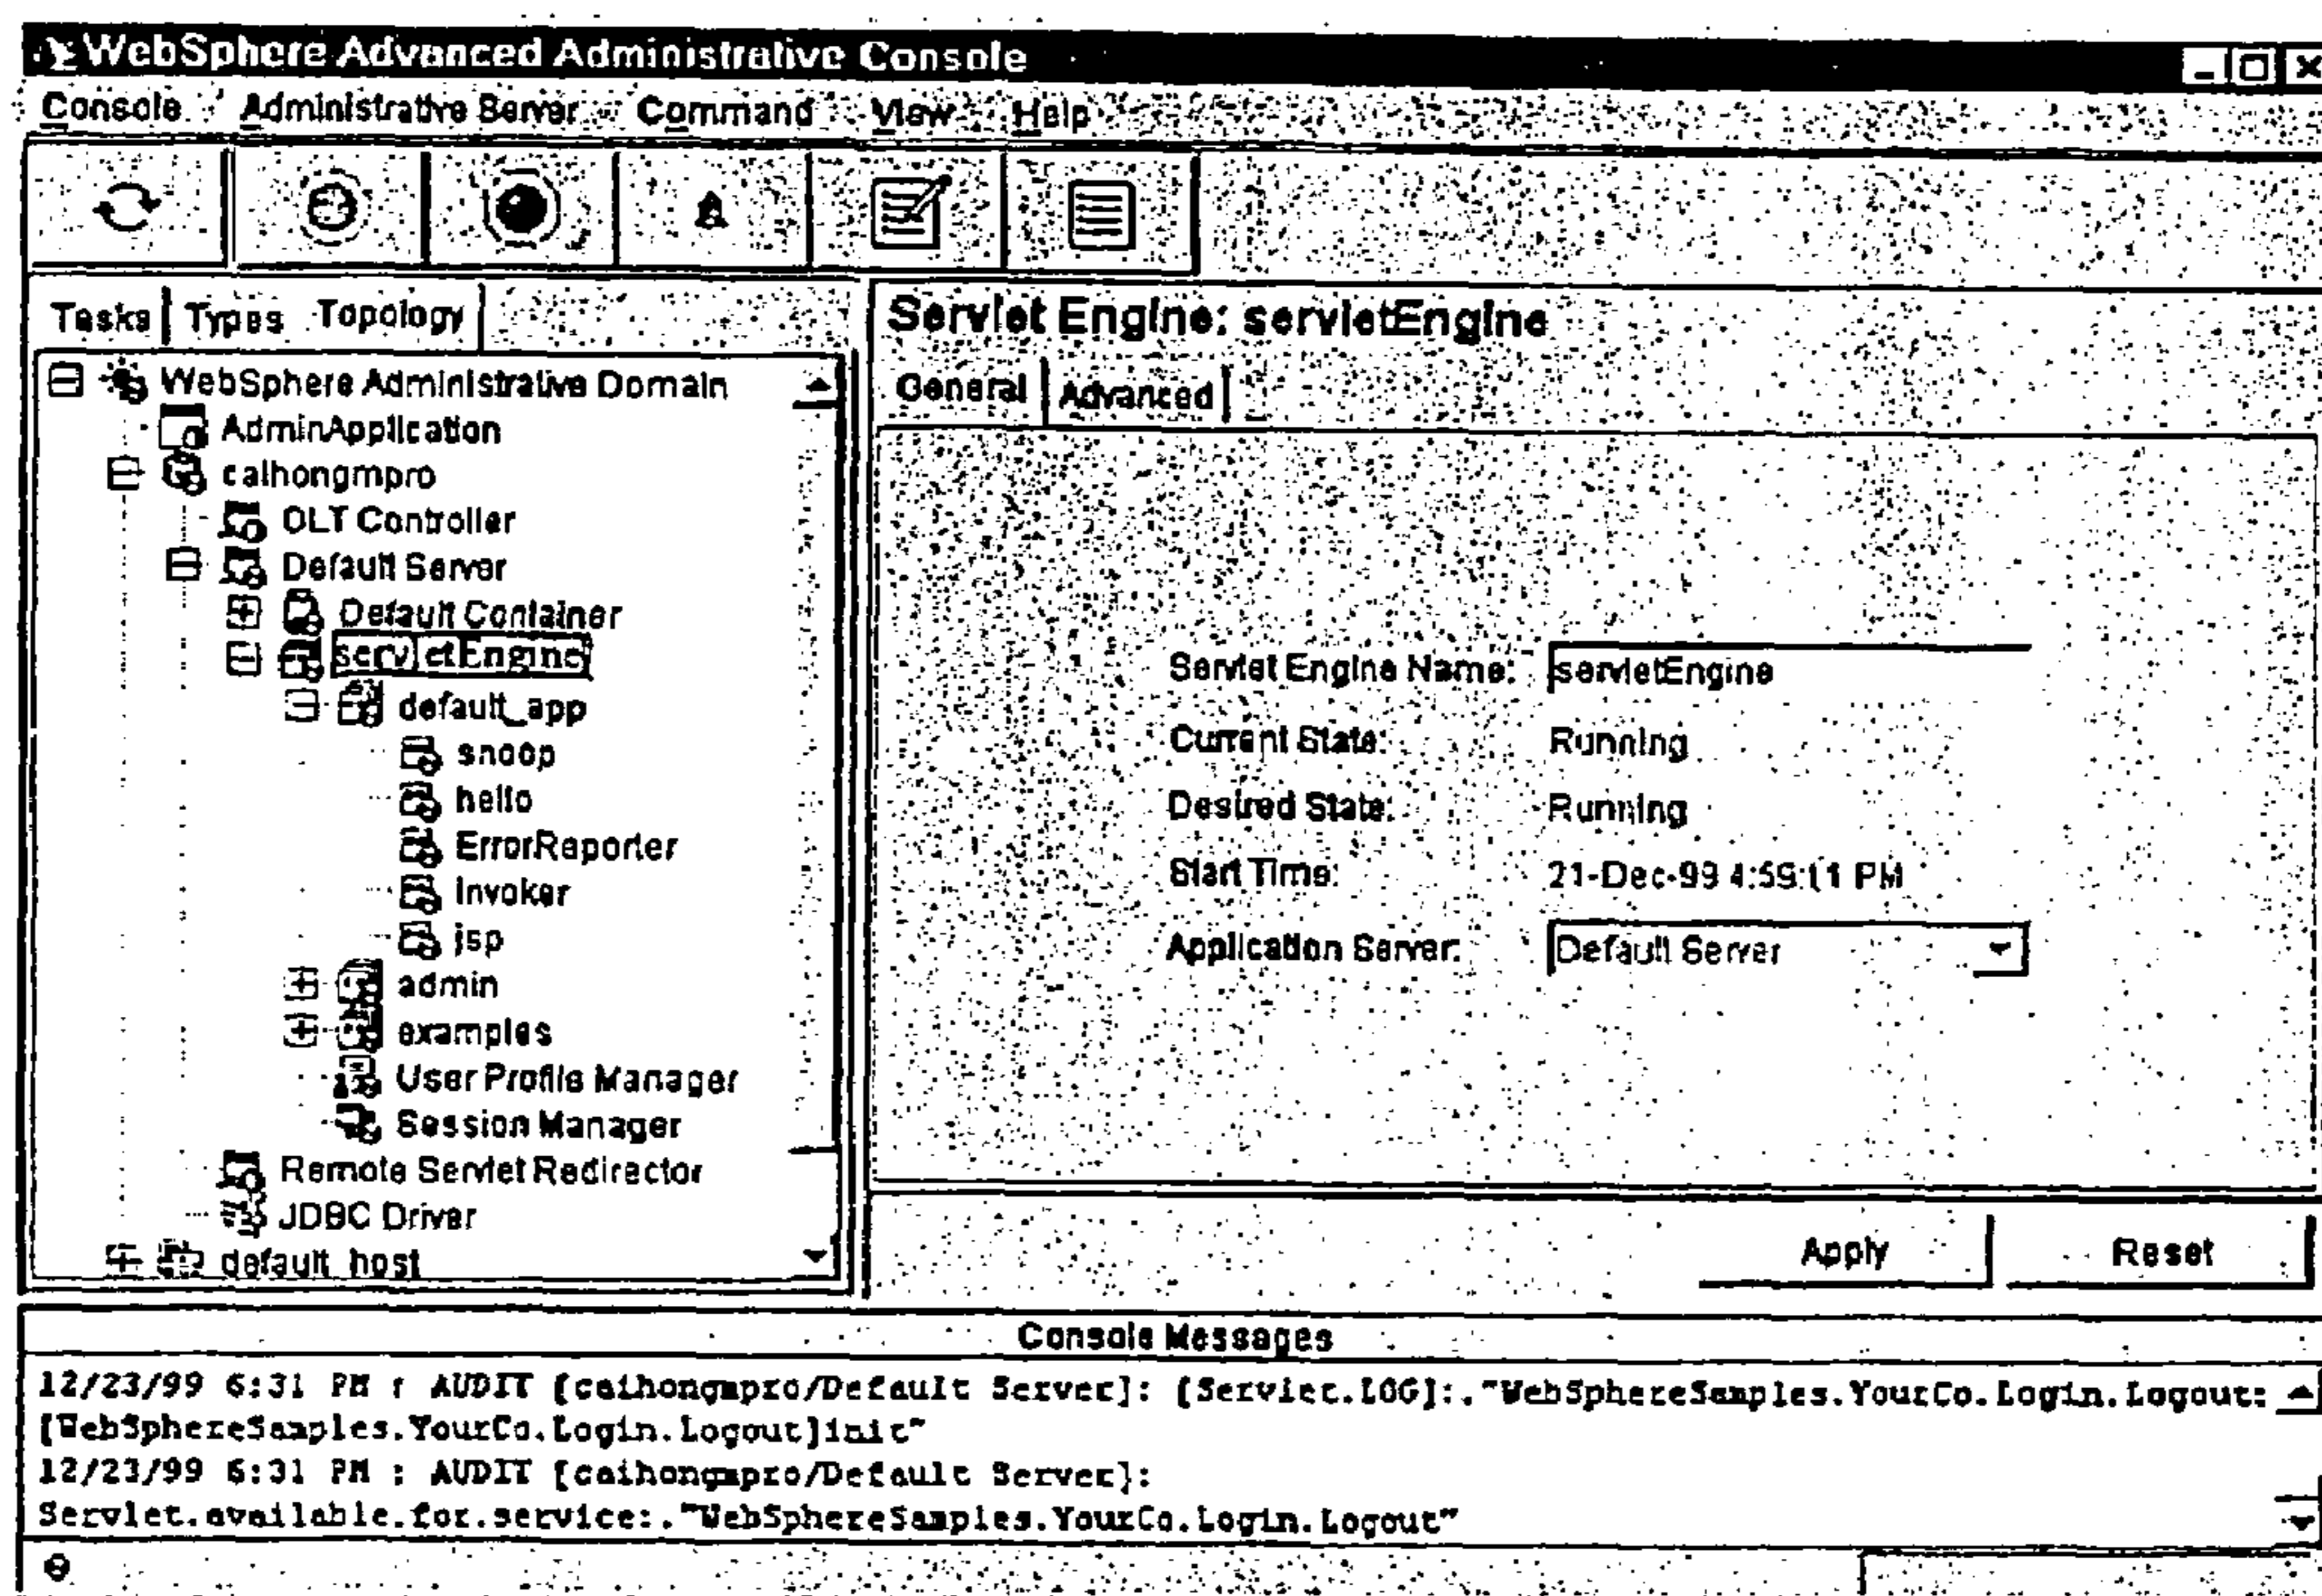 WebSphere Advanced Administrative Console
Console Administrative Server Command View Help
Tasks Types Topology
WebSphere Administrative Domain
AdminApplication
caihongmpro
OLT Controller
Default Server
Default Container
servletEngine
default_app
snoop
hello
ErrorReporter
invoker
jsp
admin
examples
User Profile Manager
Session Manager
Remote Servlet Redirector
JDBC Driver
default_host
Servlet Engine: servletEngine
General Advanced
Servlet Engine Name: servletEngine
Current State: Running
Desired State: Running
Start Time: 21-Dec-99 4:59:11 PM
Application Server: Default Server
Apply Reset
Console Messages
12/23/99 6:31 PM : AUDIT [caihongmpro/Default Server]: [Servlet.LOG]:."WebSphereSamples.YourCo.Login.Logout:
[WebSphereSamples.YourCo.Login.Logout]init"
12/23/99 6:31 PM : AUDIT [caihongmpro/Default Server]:
Servlet.available.for.service:."WebSphereSamples.YourCo.Login.Logout"